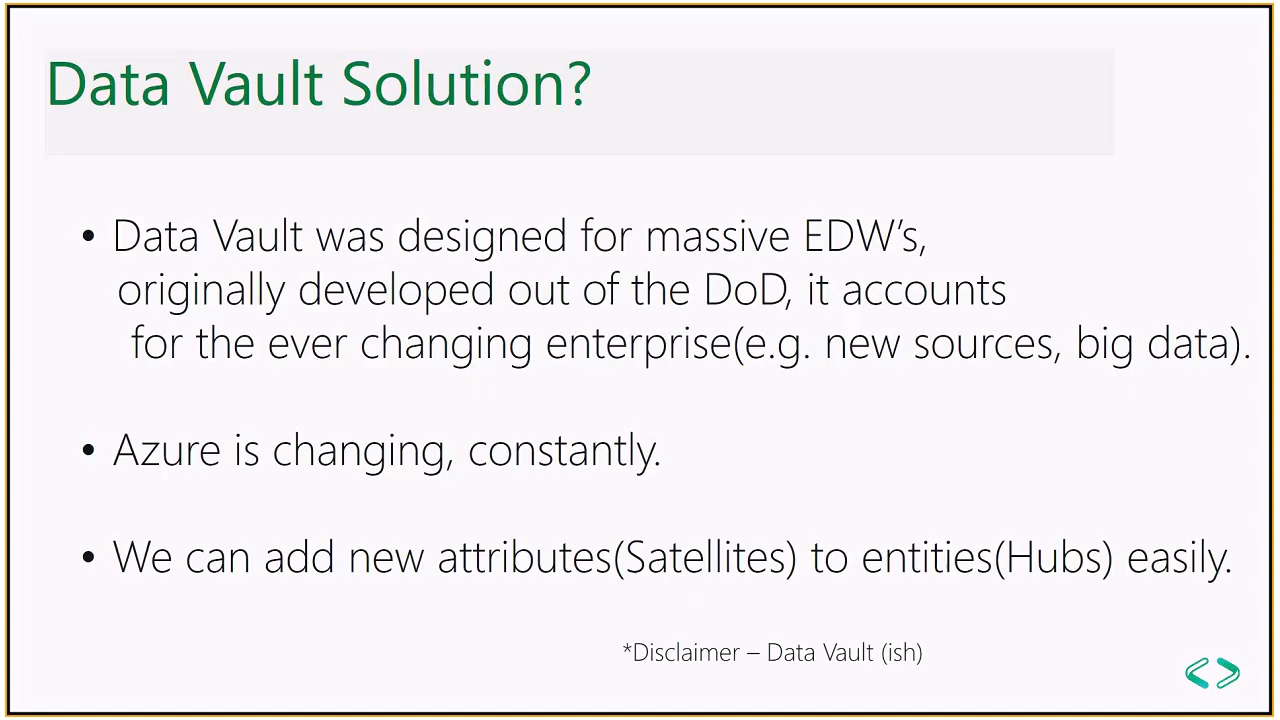 Data Vault Solution?
• Data Vault was designed for massive EDW's,
originally developed out of the DoD, it accounts
for the ever changing enterprise(e.g. new sources, big data).
• Azure is changing, constantly.
• We can add new attributes(Satellites) to entities(Hubs) easily.
*Disclaimer – Data Vault (ish)